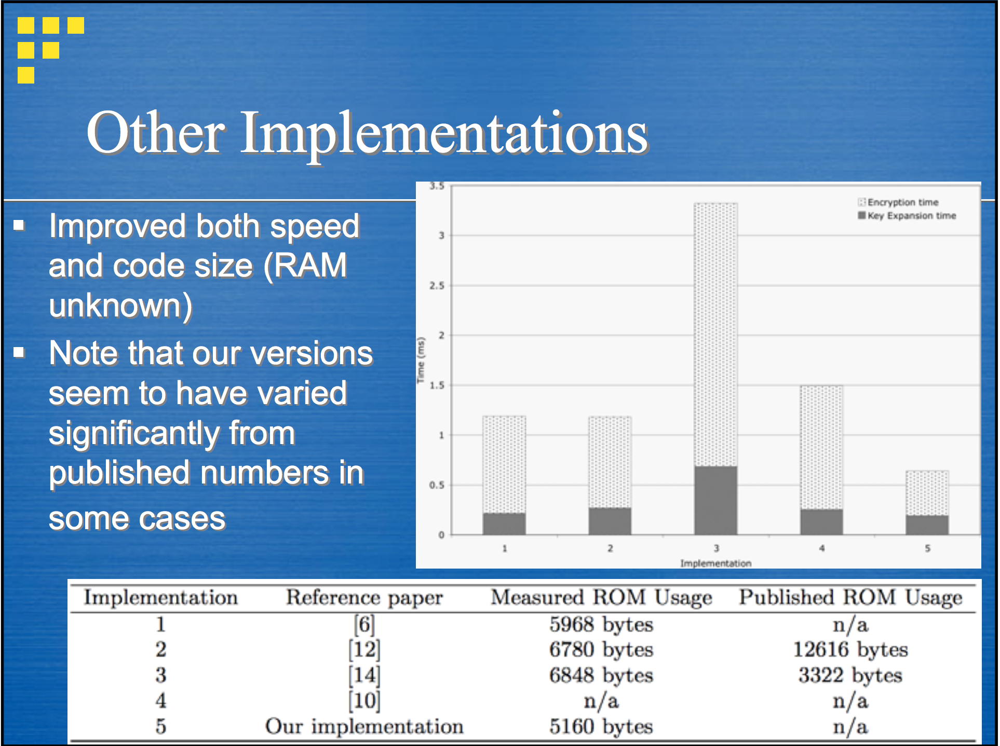 Other Implementations
Improved both speed
and code size (RAM
unknown)
Note that our versions
seem to have varied
significantly from
published numbers in
some cases
3.5
3
2.5
2
1.5
1
0.5
0
Time (ms)
Encryption time
Key Expansion time
1 2 3 4 5
Implementation
Implementation Reference paper Measured ROM Usage Published ROM Usage
1 [6] 5968 bytes n/a
2 [12] 6780 bytes 12616 bytes
3 [14] 6848 bytes 3322 bytes
4 [10] n/a n/a
5 Our implementation 5160 bytes n/a